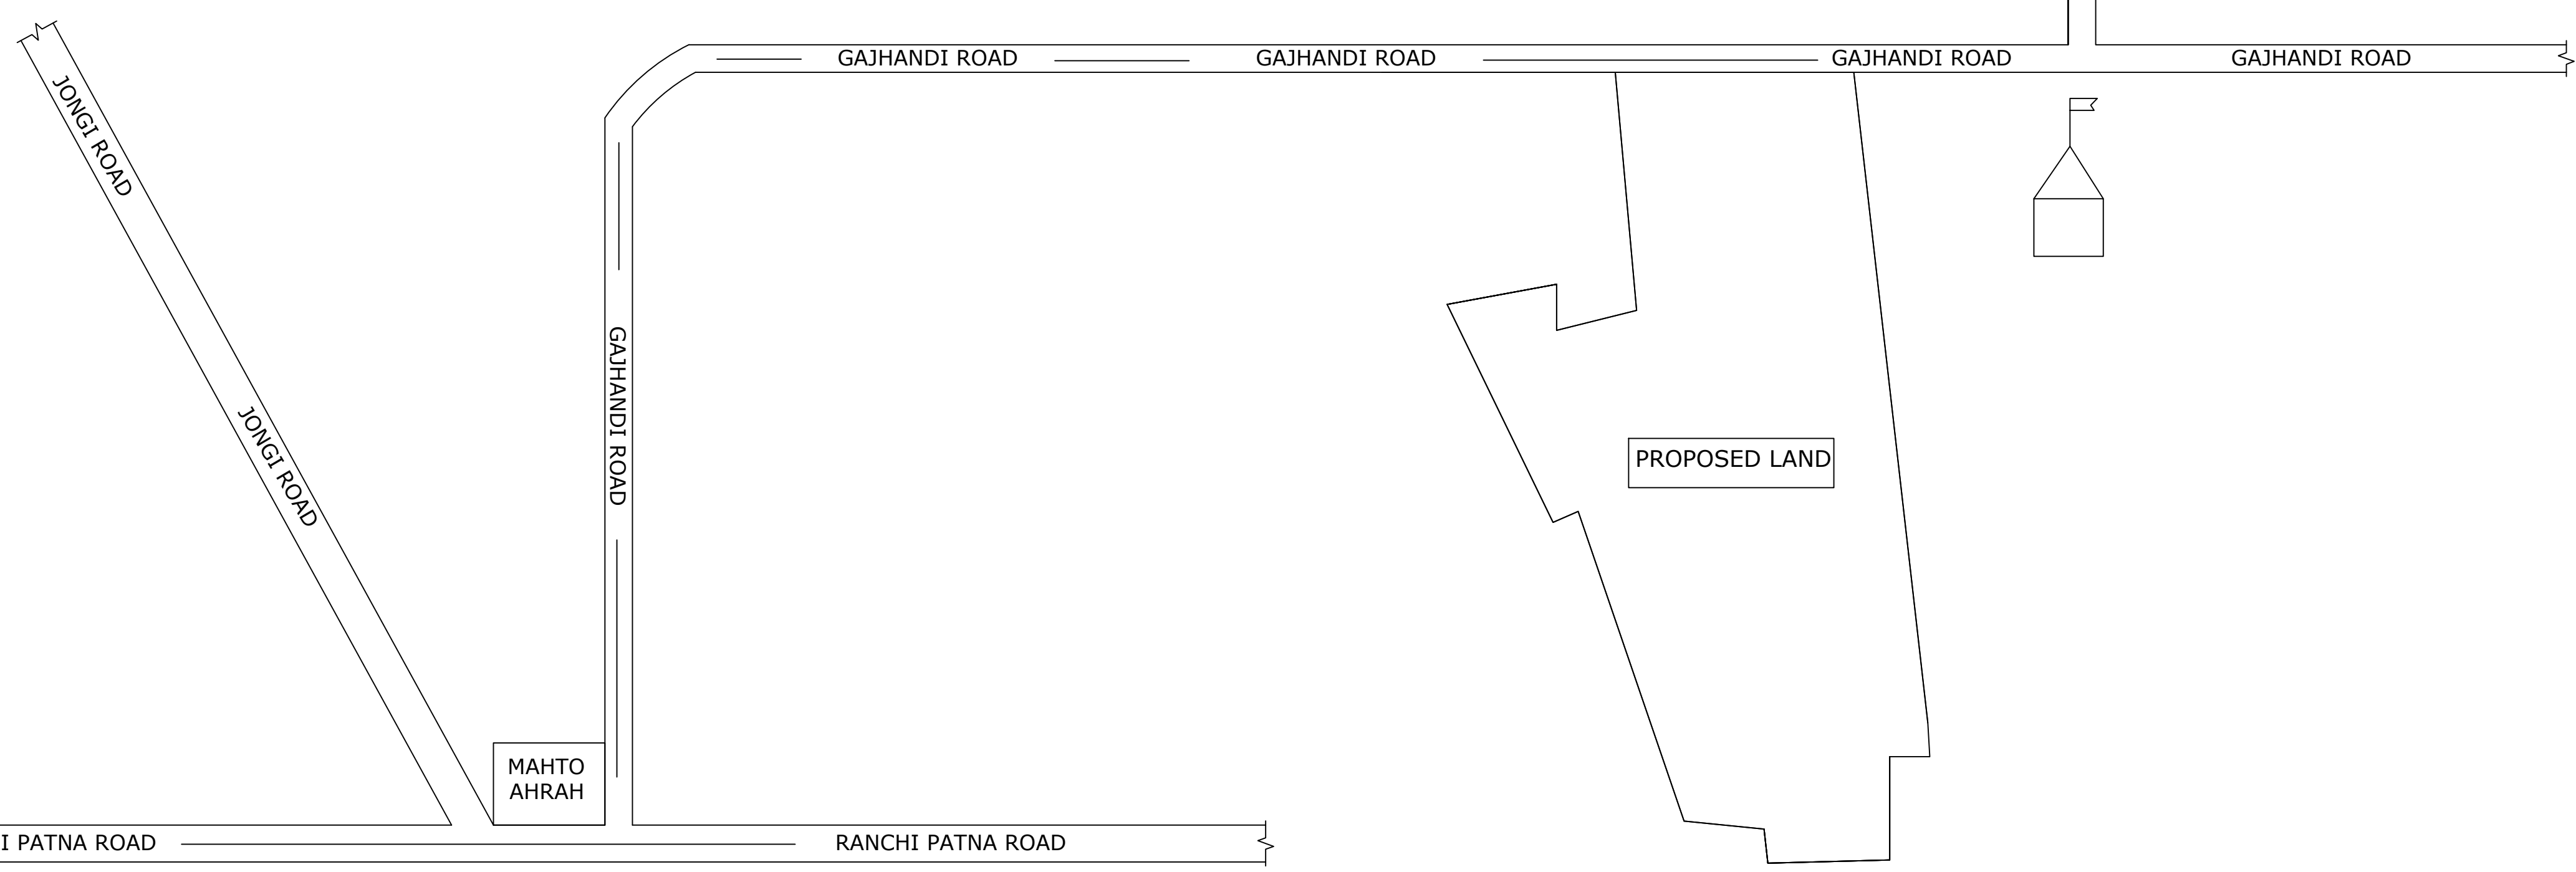 GAJHANDI ROAD
GAJHANDI ROAD
GAJHANDI ROAD
GAJHANDI ROAD
JONGI ROAD
JONGI ROAD
GAJHANDI ROAD
PROPOSED LAND
MAHTO
AHRAH
I PATNA ROAD
RANCHI PATNA ROAD